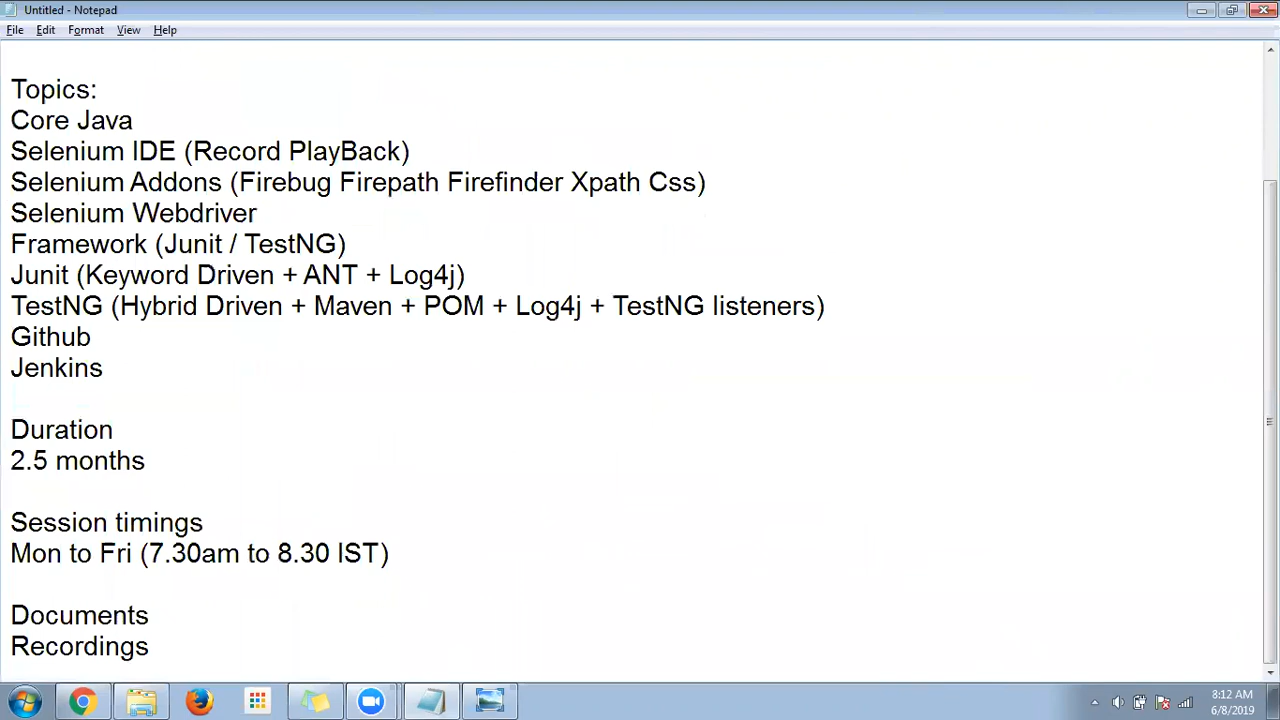 Untitled - Notepad
File Edit Format View Help
Topics:
Core Java
Selenium IDE (Record PlayBack)
Selenium Addons (Firebug Firepath Firefinder Xpath Css)
Selenium Webdriver
Framework (Junit / TestNG)
Junit (Keyword Driven + ANT + Log4j)
TestNG (Hybrid Driven + Maven + POM + Log4j + TestNG listeners)
Github
Jenkins
Duration
2.5 months
Session timings
Mon to Fri (7.30am to 8.30 IST)
Documents
Recordings
8:12 AM
6/8/2019